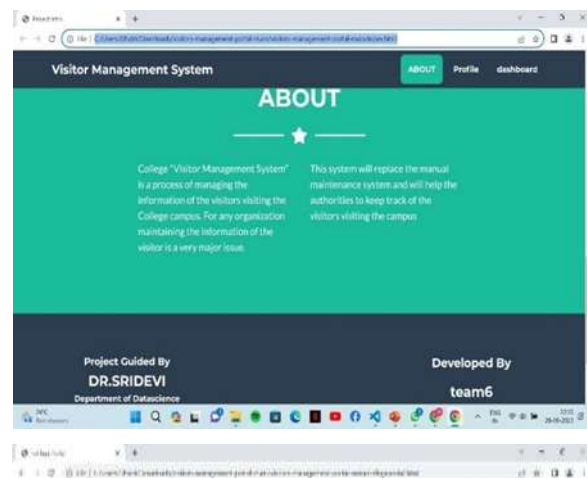 Visitor Management System
ABOUT
Profile
dashboard
ABOUT
College "Visitor Management System"
is a process of managing the
information of the visitors visiting the
College campus. For any organization
maintaining the information of the
visitor is a very major issue.
This system will replace the manual
maintenance system and will help the
authorities to keep track of the
visitors visiting the campus
Project Guided By
DR.SRIDEVI
Department of Datascience
Developed By
team6